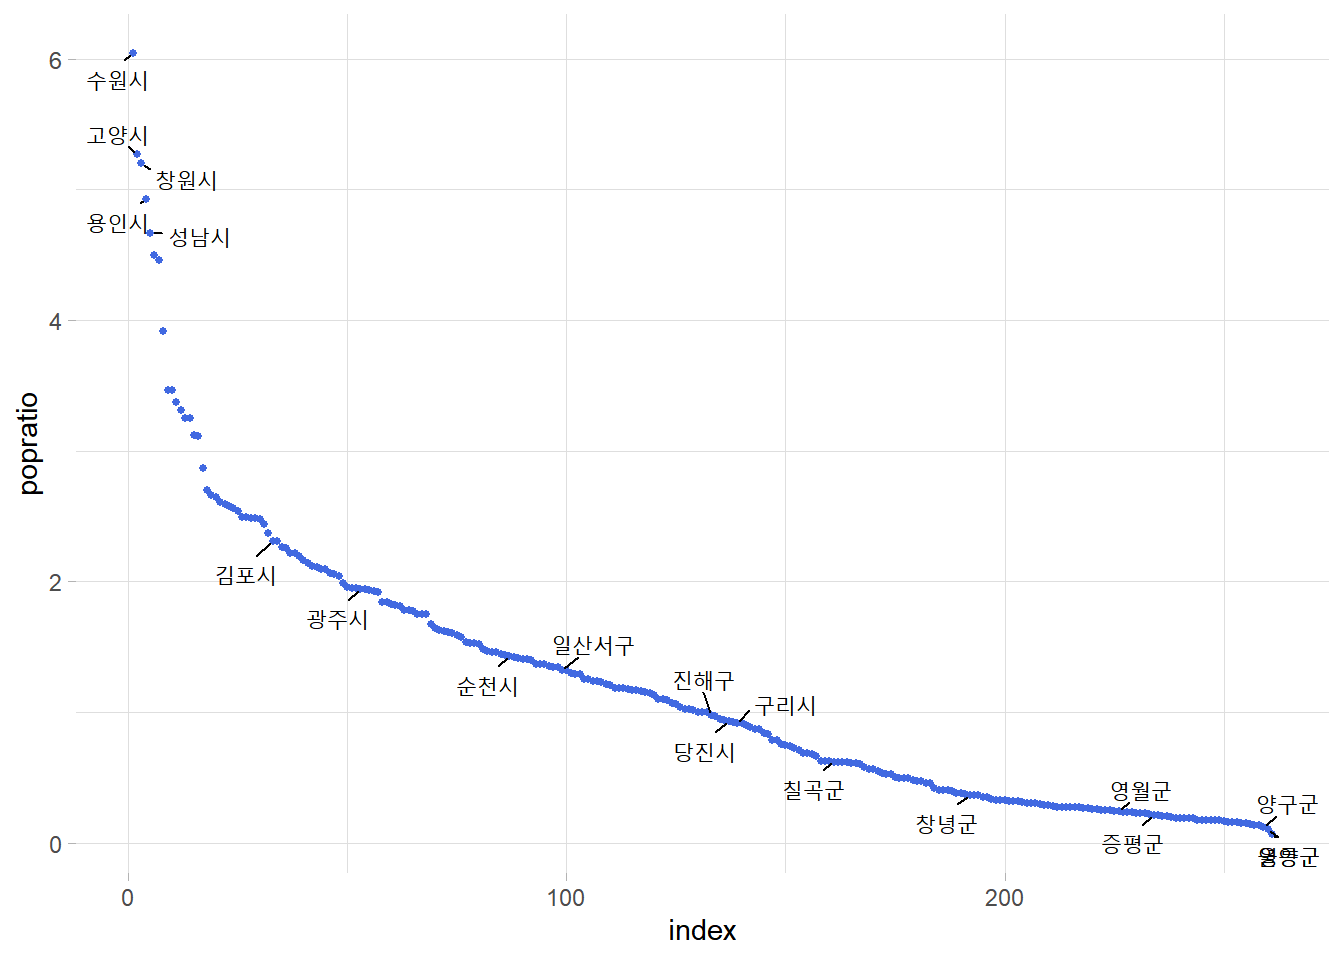 6
수원시
고양시
창원시
용인시
성남시
4
popratio
김포시
2
광주시
일산서구
순천시
진해구
구리시
당진시
칠곡군
영월군
양구군
창녕군
증평군
0
0
100
200
index